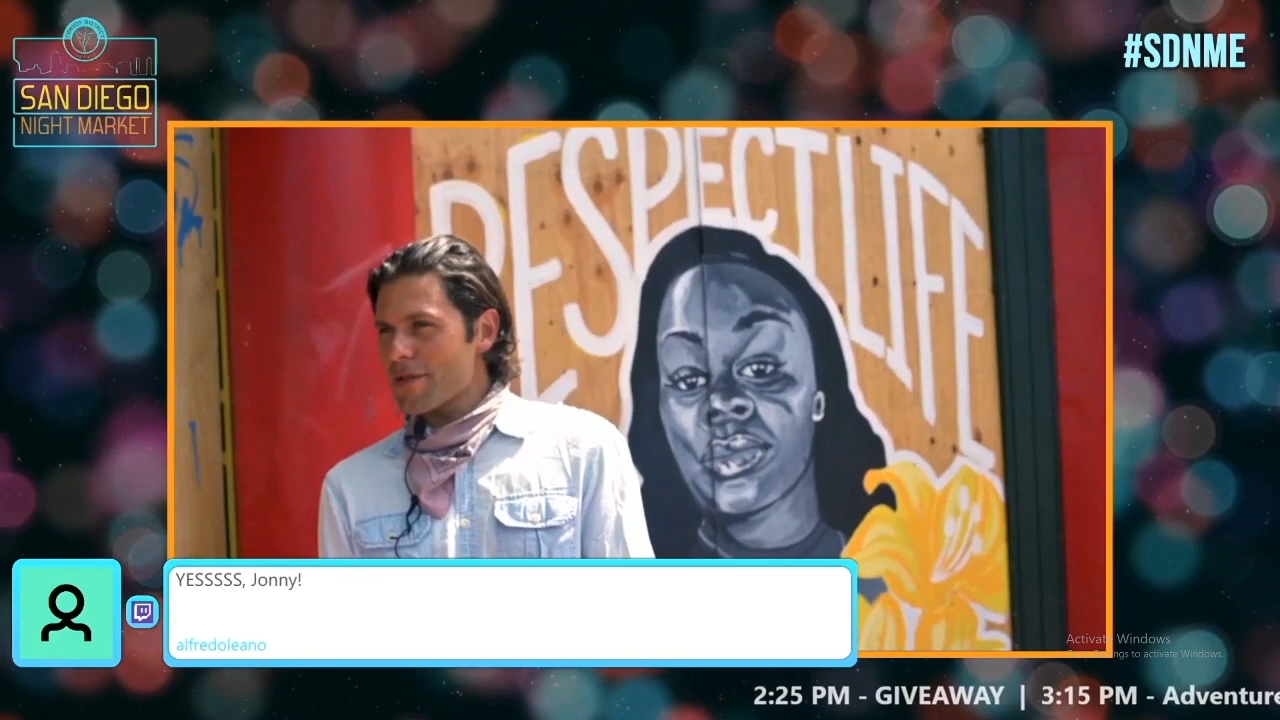 #SDNME
SAN DIEGO
NIGHT MARKET
RESPECT LIFE
YESSSSS, Jonny!
alfredoleano
Activate Windows
2:25 PM - GIVEAWAY | 3:15 PM - Adventure